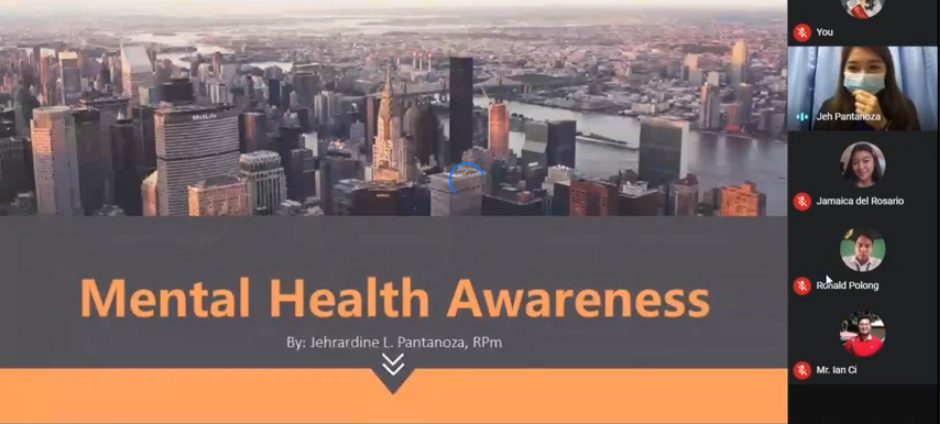 MetLife
Mental Health Awareness
By: Jehrardine L. Pantanoza, RPm
You
Jeh Pantanoza
Jamaica del Rosario
Ronald Polong
Mr. Ian Ci